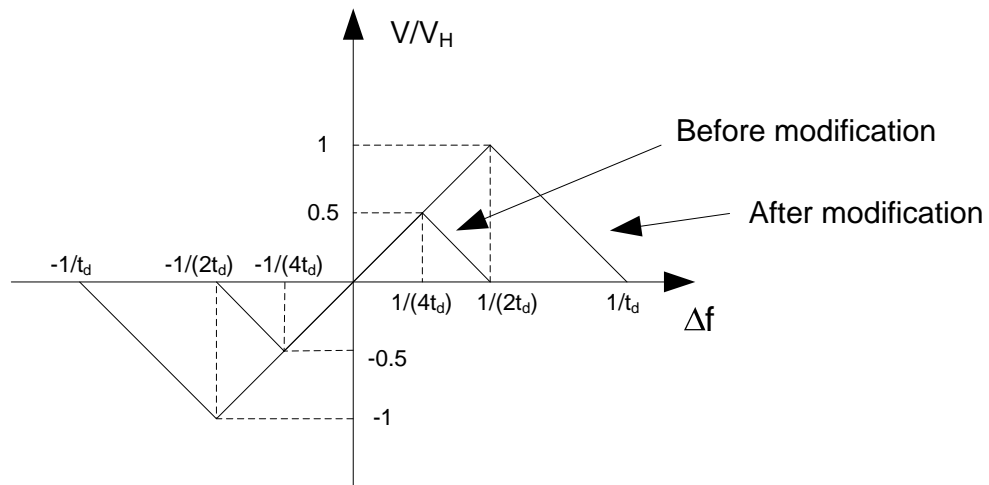 V/V_H
1
Before modification
0.5
After modification
-1/t_d
-1/(2t_d)
-1/(4t_d)
1/(4t_d)
1/(2t_d)
1/t_d
Δf
-0.5
-1